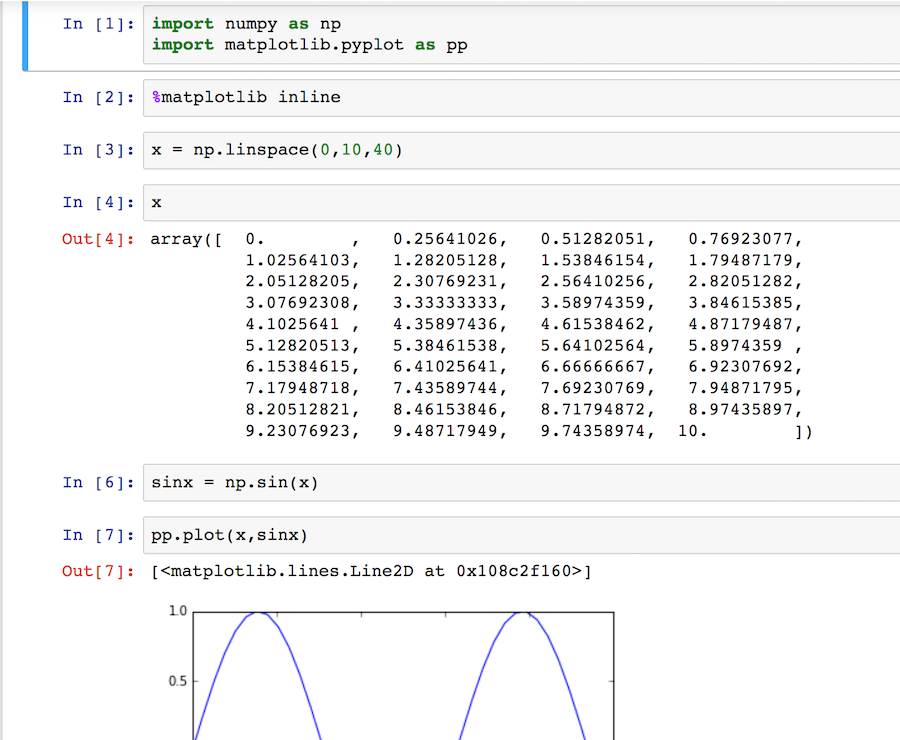 In [1]: import numpy as np
import matplotlib.pyplot as pp
In [2]: %matplotlib inline
In [3]: x = np.linspace(0,10,40)
In [4]: x
Out[4]: array([ 0. , 0.25641026, 0.51282051, 0.76923077,
1.02564103, 1.28205128, 1.53846154, 1.79487179,
2.05128205, 2.30769231, 2.56410256, 2.82051282,
3.07692308, 3.33333333, 3.58974359, 3.84615385,
4.1025641 , 4.35897436, 4.61538462, 4.87179487,
5.12820513, 5.38461538, 5.64102564, 5.8974359 ,
6.15384615, 6.41025641, 6.66666667, 6.92307692,
7.17948718, 7.43589744, 7.69230769, 7.94871795,
8.20512821, 8.46153846, 8.71794872, 8.97435897,
9.23076923, 9.48717949, 9.74358974, 10. ])
In [6]: sinx = np.sin(x)
In [7]: pp.plot(x,sinx)
Out[7]: [<matplotlib.lines.Line2D at 0x108c2f160>]
1.0
0.5